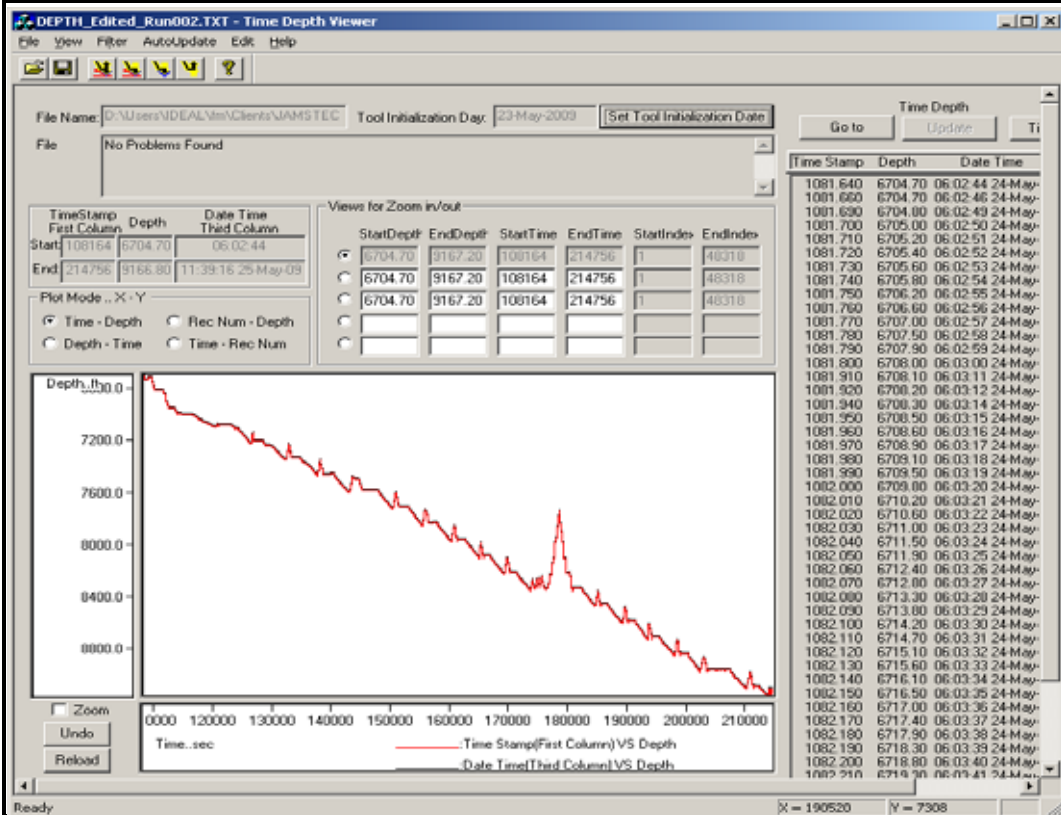 DEPTH_Edited_Run002.TXT - Time Depth Viewer
File View Filter AutoUpdate Edit Help
File Name: D:\Users\IDEAL\lm\Clients\JAMSTEC Tool Initialization Day: 23-May-2009 Set Tool Initialization Date
File No Problems Found
TimeStamp First Column Depth Date Time Third Column
Start: 108164 6704.70 06:02:44
End: 214756 9166.80 11:39:16 25-May-09
Plot Mode .. X - Y
Time - Depth Rec Num - Depth
Depth - Time Time - Rec Num
Views for Zoom in/out
StartDepth EndDepth StartTime EndTime StartIndex EndIndex
6704.70 9167.20 108164 214756 1 48318
6704.70 9167.20 108164 214756 1 48318
6704.70 9167.20 108164 214756 1 48318
Depth..ft
7200.0
7600.0
8000.0
8400.0
8800.0
Zoom
Undo
Reload
0000 120000 130000 140000 150000 160000 170000 180000 190000 200000 210000
Time..sec
:Time Stamp(First Column) VS Depth
:Date Time(Third Column) VS Depth
Time Depth
Go to Update Ti
Time Stamp Depth Date Time
1081.640 6704.70 06:02:44 24-May-
1081.660 6704.70 06:02:46 24-May-
1081.690 6704.80 06:02:49 24-May-
1081.700 6705.00 06:02:50 24-May-
1081.710 6705.20 06:02:51 24-May-
1081.720 6705.40 06:02:52 24-May-
1081.730 6705.60 06:02:53 24-May-
1081.740 6705.80 06:02:54 24-May-
1081.750 6706.20 06:02:55 24-May-
1081.760 6706.60 06:02:56 24-May-
1081.770 6707.00 06:02:57 24-May-
1081.780 6707.50 06:02:58 24-May-
1081.790 6707.90 06:02:59 24-May-
1081.800 6708.00 06:03:00 24-May-
1081.910 6708.10 06:03:11 24-May-
1081.920 6708.20 06:03:12 24-May-
1081.940 6708.30 06:03:14 24-May-
1081.950 6708.50 06:03:15 24-May-
1081.960 6708.60 06:03:16 24-May-
1081.970 6708.90 06:03:17 24-May-
1081.980 6709.10 06:03:18 24-May-
1081.990 6709.50 06:03:19 24-May-
1082.000 6709.80 06:03:20 24-May-
1082.010 6710.20 06:03:21 24-May-
1082.020 6710.60 06:03:22 24-May-
1082.030 6711.00 06:03:23 24-May-
1082.040 6711.50 06:03:24 24-May-
1082.050 6711.90 06:03:25 24-May-
1082.060 6712.40 06:03:26 24-May-
1082.070 6712.80 06:03:27 24-May-
1082.080 6713.30 06:03:28 24-May-
1082.090 6713.80 06:03:29 24-May-
1082.100 6714.20 06:03:30 24-May-
1082.110 6714.70 06:03:31 24-May-
1082.120 6715.10 06:03:32 24-May-
1082.130 6715.60 06:03:33 24-May-
1082.140 6716.10 06:03:34 24-May-
1082.150 6716.50 06:03:35 24-May-
1082.160 6717.00 06:03:36 24-May-
1082.170 6717.40 06:03:37 24-May-
1082.180 6717.90 06:03:38 24-May-
1082.190 6718.30 06:03:39 24-May-
1082.200 6718.80 06:03:40 24-May-
1082.210 6719.30 06:03:41 24-May-
Ready X = 190520 Y = 7308